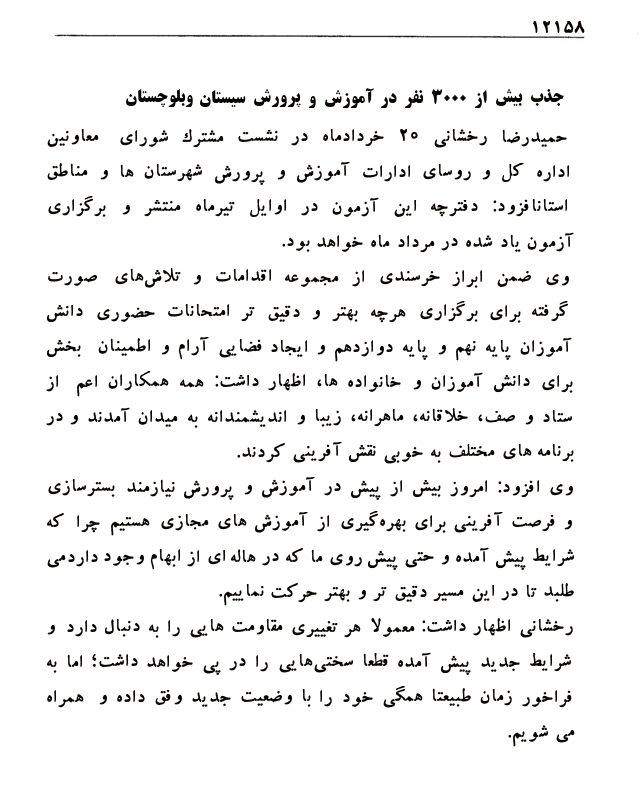 ۱۲۱۵۸
جذب بیش از ۳۰۰۰ نفر در آموزش و پرورش سیستان وبلوچستان
حمیدرضا رخشانی ۲۵ خردادماه در نشست مشترك شورای معاونین
اداره کل و روسای ادارات آموزش و پرورش شهرستان ها و مناطق
استانافزود: دفترچه این آزمون در اوایل تیرماه منتشر و برگزاری
آزمون یاد شده در مرداد ماه خواهد بود.
وی ضمن ابراز خرسندی از مجموعه اقدامات و تلاش‌های صورت
گرفته برای برگزاری هرچه بهتر و دقیق تر امتحانات حضوری دانش
آموزان پایه نهم و پایه دوازدهم و ایجاد فضایی آرام و اطمینان بخش
برای دانش آموزان و خانواده ها، اظهار داشت: همه همکاران اعم از
ستاد و صف، خلاقانه، ماهرانه، زیبا و اندیشمندانه به میدان آمدند و در
برنامه های مختلف به خوبی نقش آفرینی کردند.
وی افزود: امروز بیش از پیش در آموزش و پرورش نیازمند بسترسازی
و فرصت آفرینی برای بهره‌گیری از آموزش های مجازی هستیم چرا که
شرایط پیش آمده و حتی پیش روی ما که در هاله ای از ابهام وجود داردمی
طلبد تا در این مسیر دقیق تر و بهتر حرکت نماییم.
رخشانی اظهار داشت: معمولا هر تغییری مقاومت هایی را به دنبال دارد و
شرایط جدید پیش آمده قطعا سختی‌هایی را در پی خواهد داشت؛ اما به
فراخور زمان طبیعتا همگی خود را با وضعیت جدید وفق داده و همراه
می شویم.